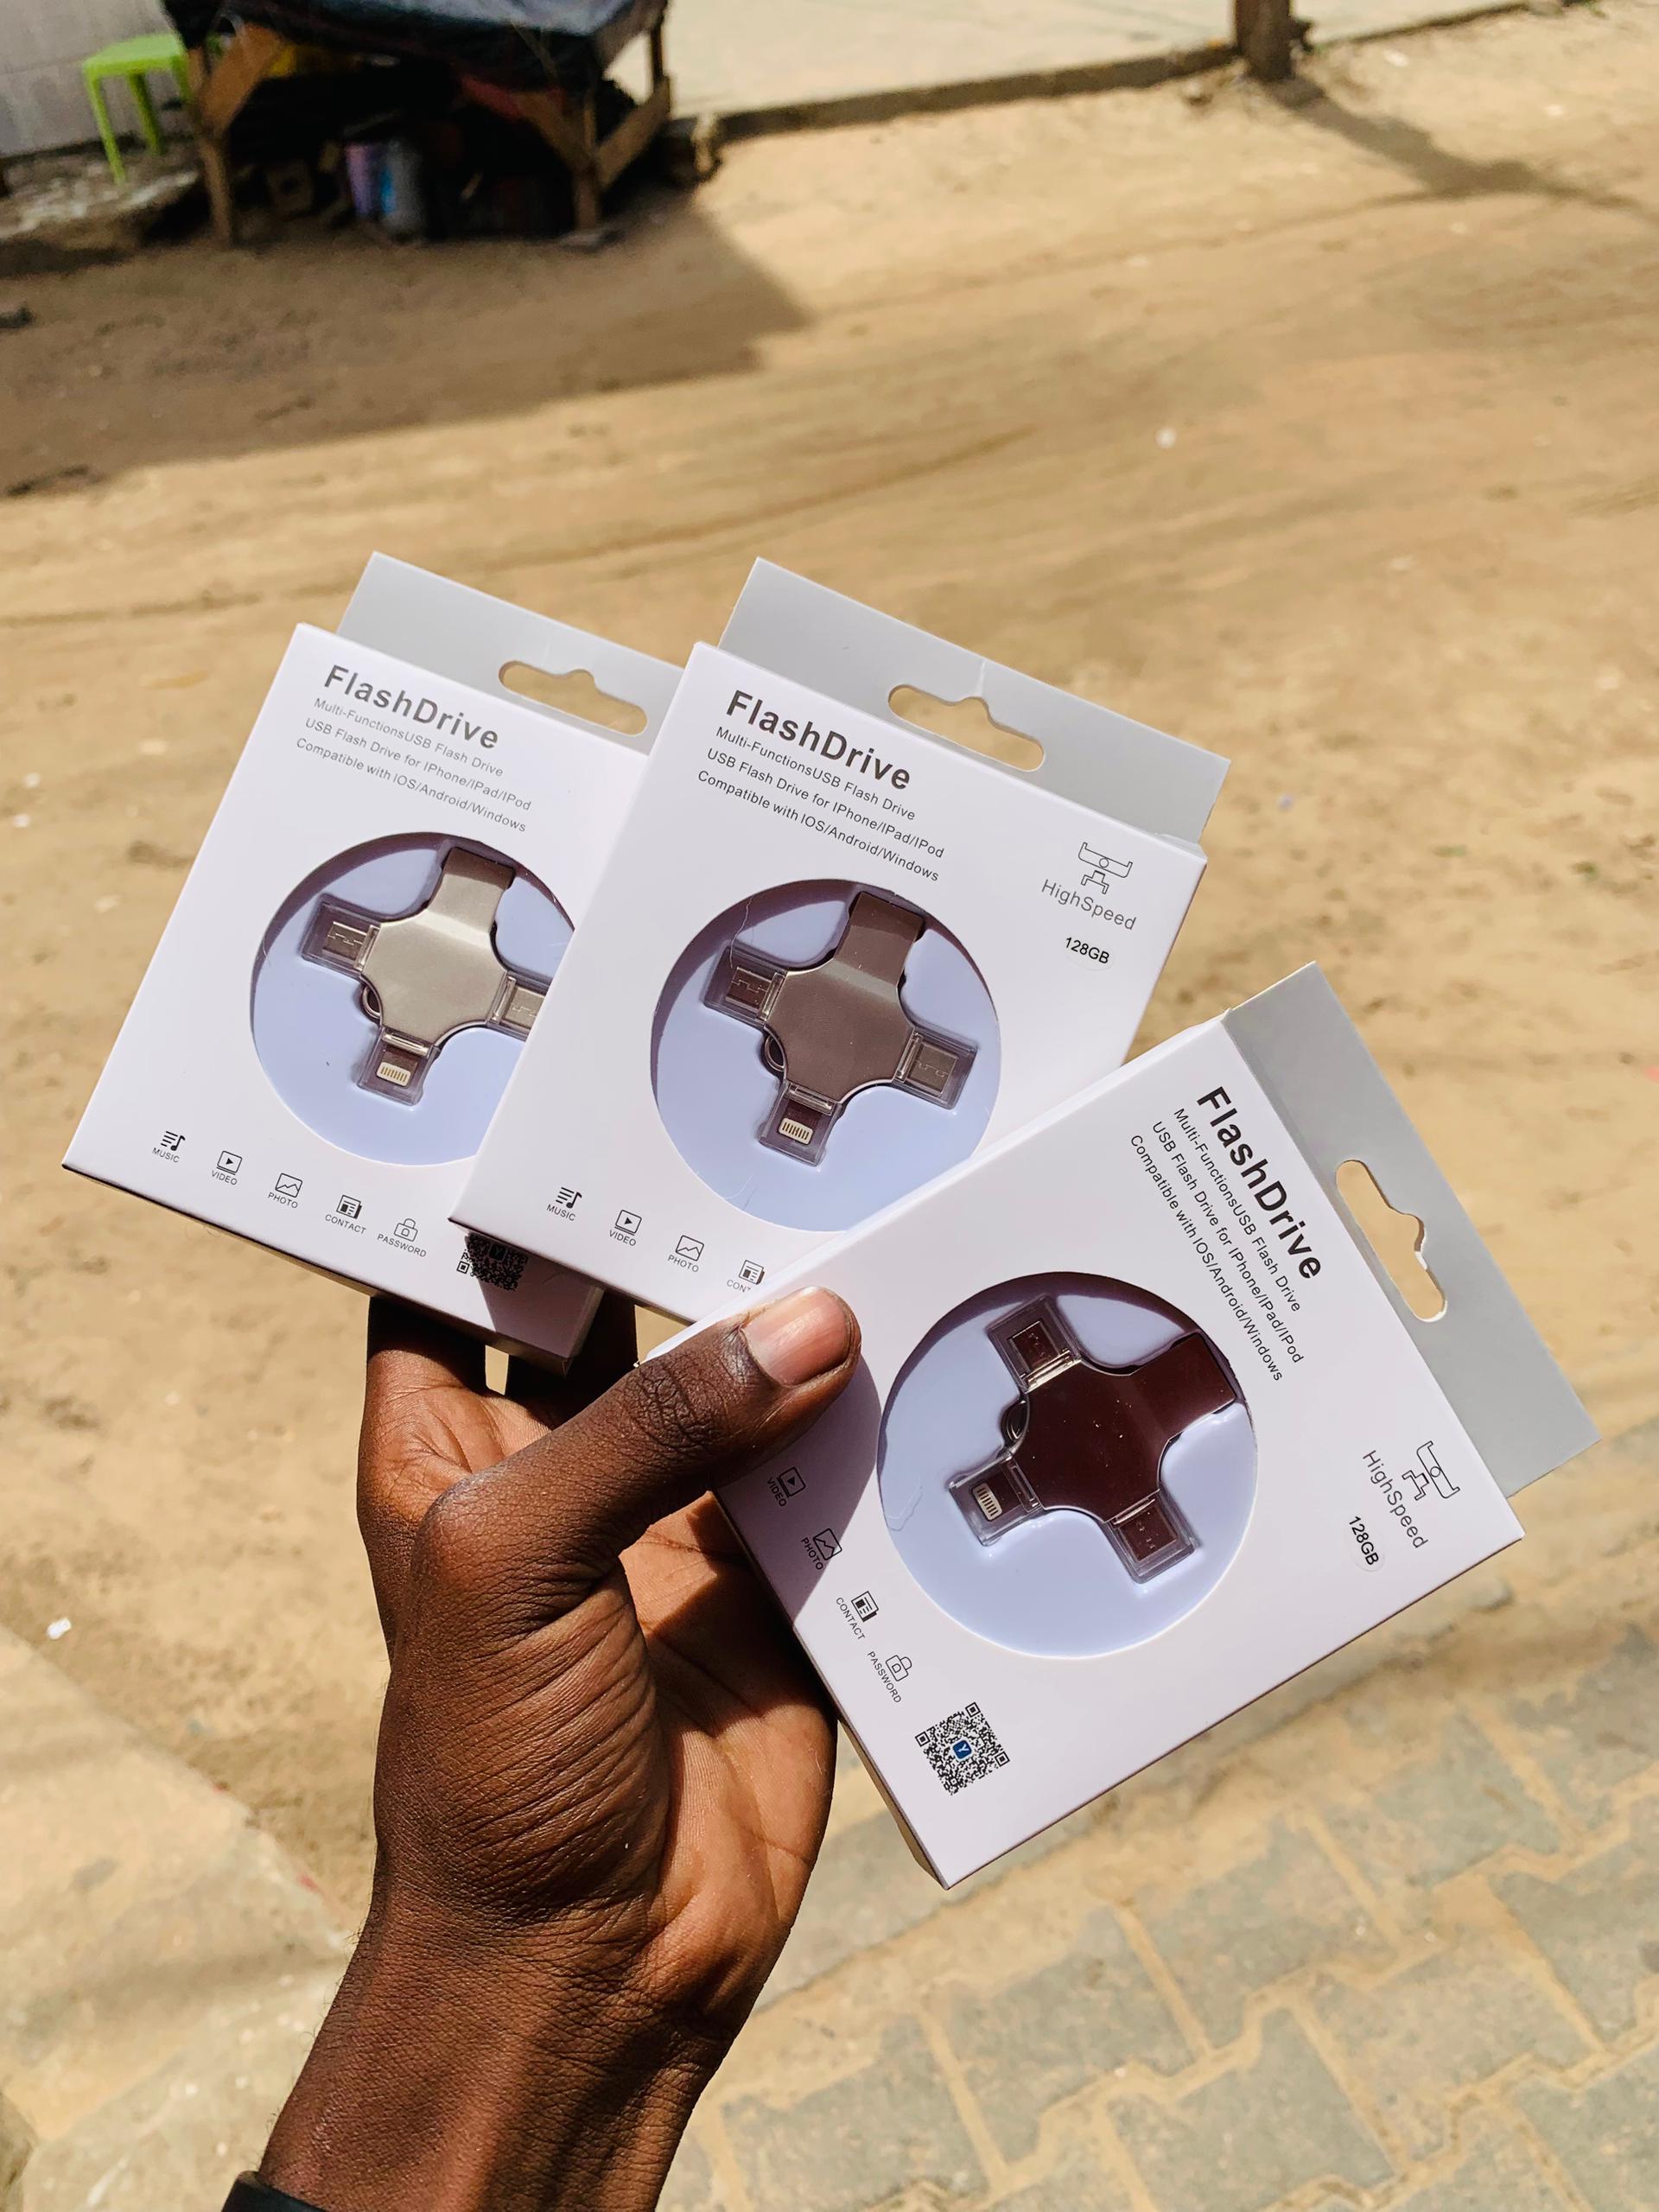 FlashDrive
Multi-FunctionsUSB Flash Drive
USB Flash Drive for IPhone/IPad/IPod
Compatible with IOS/Android/Windows
MUSIC
VIDEO
PHOTO
CONTACT
PASSWORD
FlashDrive
Multi-FunctionsUSB Flash Drive
USB Flash Drive for IPhone/IPad/IPod
Compatible with IOS/Android/Windows
HighSpeed
128GB
MUSIC
VIDEO
PHOTO
FlashDrive
Multi-FunctionsUSB Flash Drive
USB Flash Drive for IPhone/IPad/IPod
Compatible with IOS/Android/Windows
HighSpeed
128GB
VIDEO
PHOTO
CONTACT
PASSWORD
Y